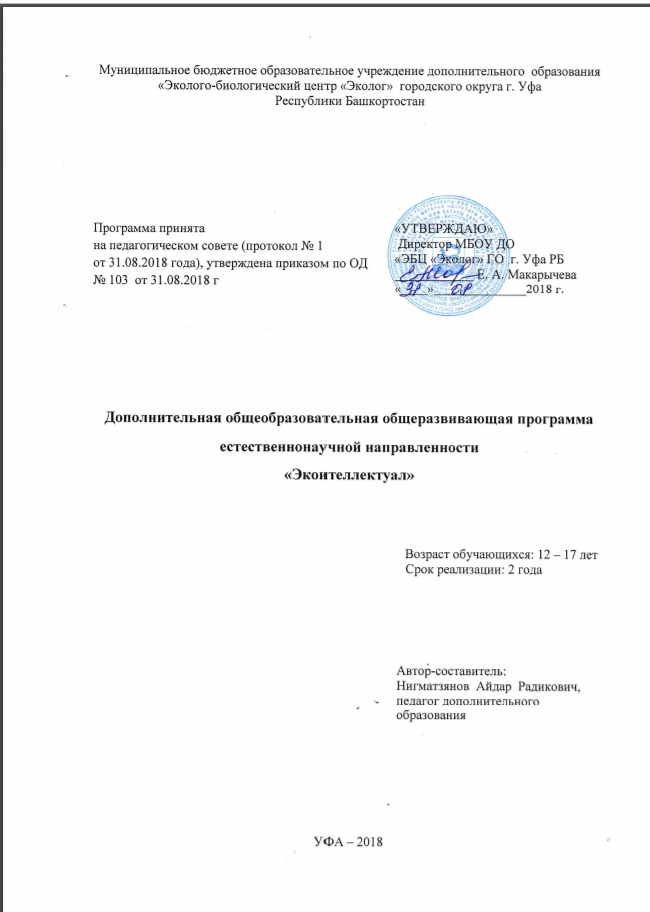 Муниципальное бюджетное образовательное учреждение дополнительного образования
«Эколого-биологический центр «Эколог» городского округа г. Уфа
Республики Башкортостан
Программа принята
на педагогическом совете (протокол № 1
от 31.08.2018 года), утверждена приказом по ОД
№ 103 от 31.08.2018 г
«УТВЕРЖДАЮ»
Директор МБОУ ДО
«ЭБЦ «Эколог» ГО г. Уфа РБ
Е. А. Макарычева
«31» 08 2018 г.
Дополнительная общеобразовательная общеразвивающая программа
естественнонаучной направленности
«Экоителлектуал»
Возраст обучающихся: 12 – 17 лет
Срок реализации: 2 года
Автор-составитель:
Нигматзянов Айдар Радикович,
педагог дополнительного
образования
УФА – 2018